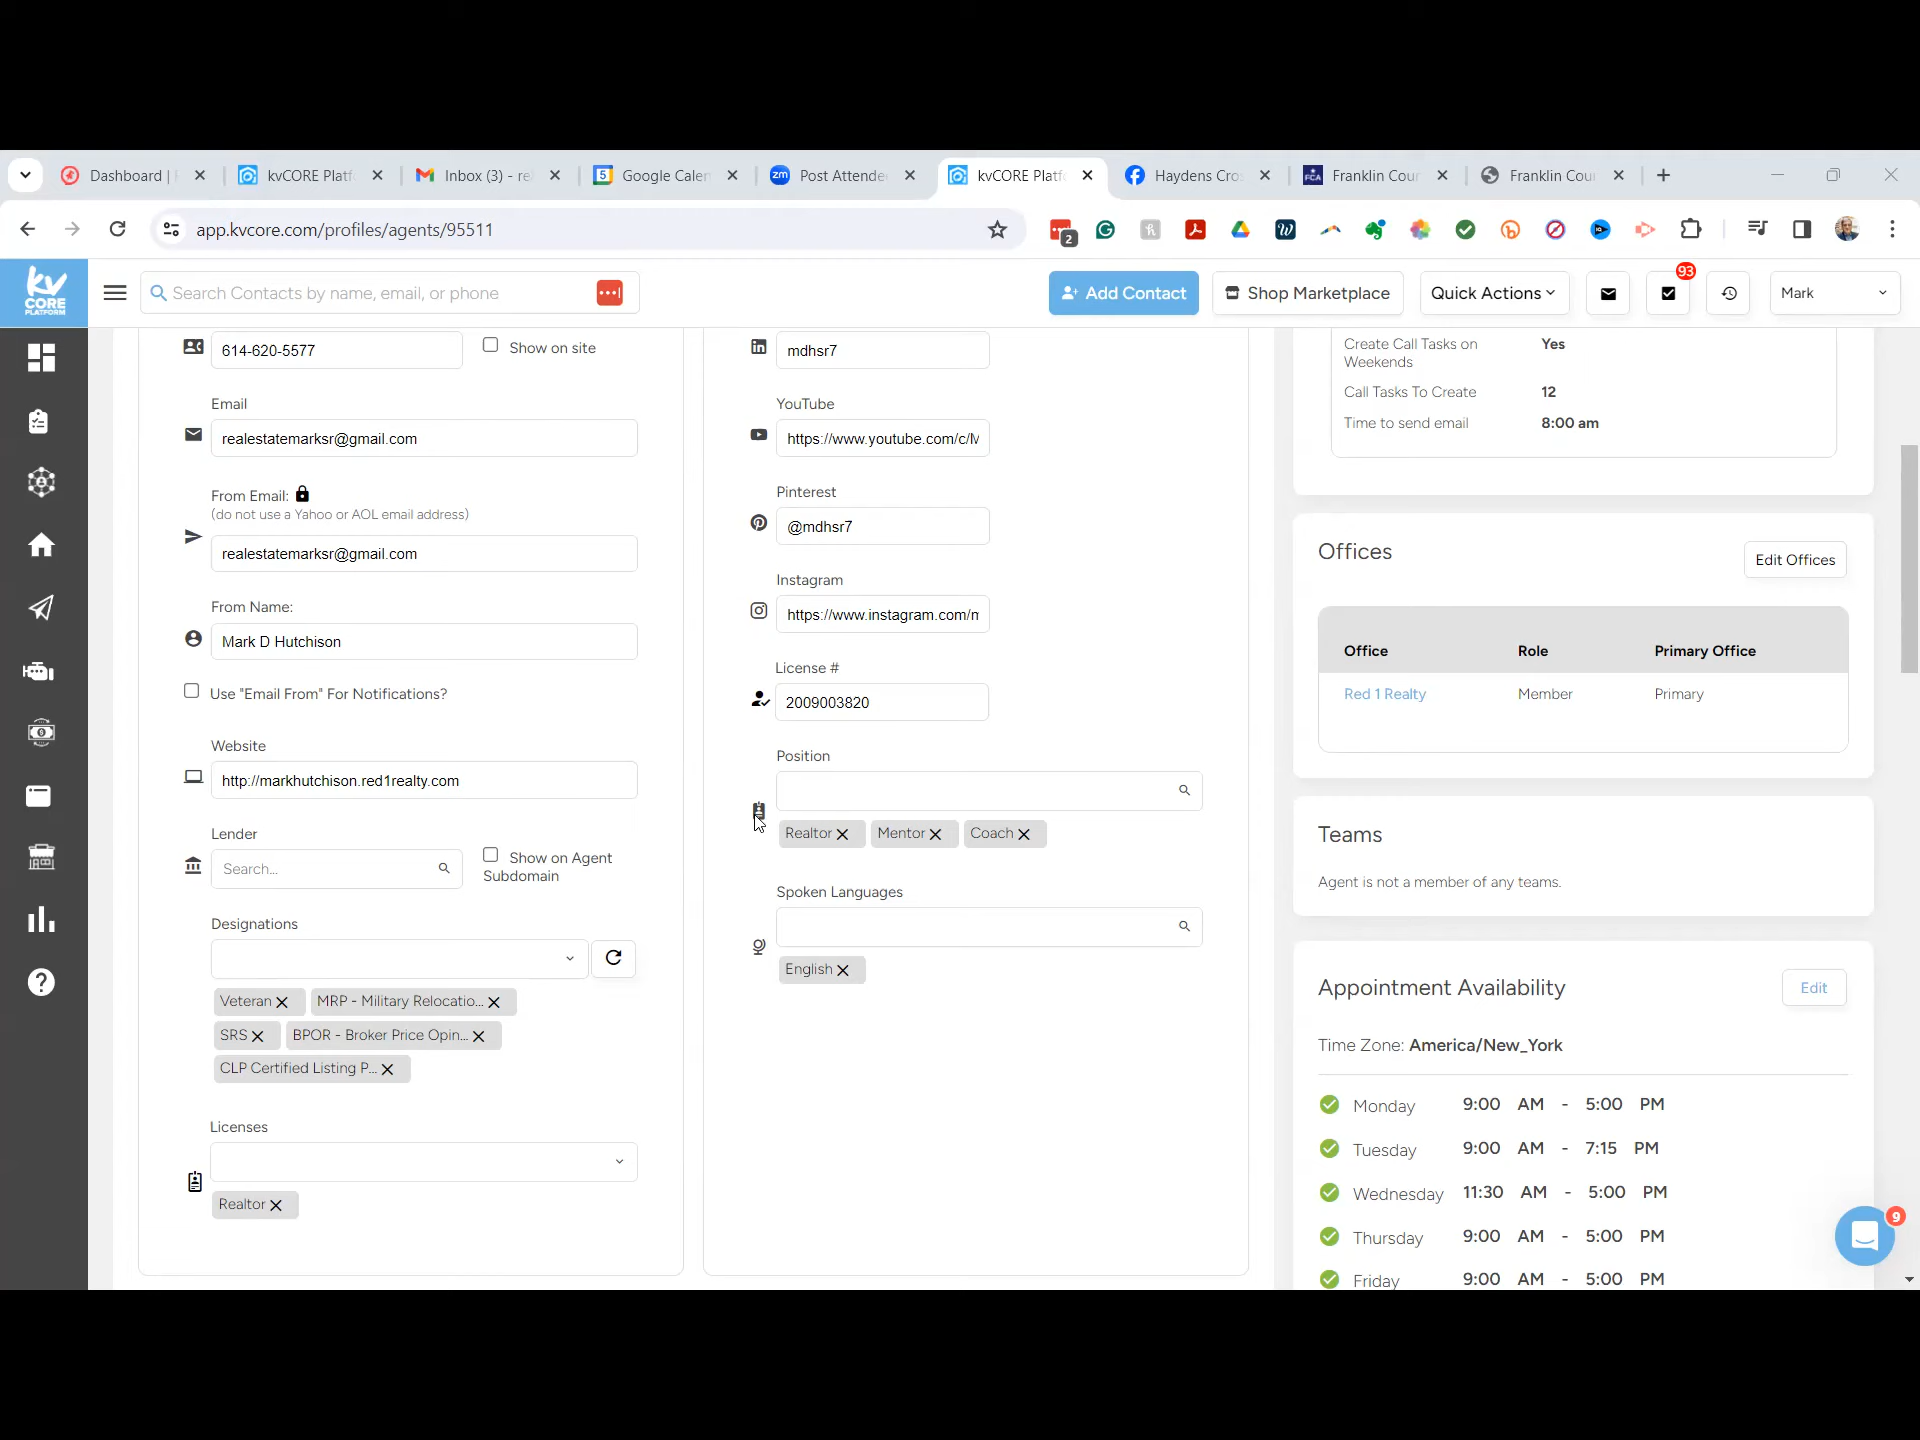 Dashboard |
kvCORE Platf
Inbox (3) - re
5
Google Caler
zm
Post Attende
kvCORE Platf
Haydens Cro
FCA
Franklin Cour
Franklin Cour
app.kvcore.com/profiles/agents/95511
2
kv
CORE
PLATFORM
Search Contacts by name, email, or phone
Add Contact
Shop Marketplace
Quick Actions
93
Mark
614-620-5577
Show on site
Email
realestatemarksr@gmail.com
From Email:
(do not use a Yahoo or AOL email address)
realestatemarksr@gmail.com
From Name:
Mark D Hutchison
Use "Email From" For Notifications?
Website
http://markhutchison.red1realty.com
Lender
Search...
Show on Agent
Subdomain
Designations
Veteran
MRP - Military Relocatio...
SRS
BPOR - Broker Price Opin...
CLP Certified Listing P...
Licenses
Realtor
mdhsr7
YouTube
https://www.youtube.com/c/M
Pinterest
@mdhsr7
Instagram
https://www.instagram.com/m
License #
2009003820
Position
Realtor
Mentor
Coach
Spoken Languages
English
Create Call Tasks on
Weekends
Yes
Call Tasks To Create
12
Time to send email
8:00 am
Offices
Edit Offices
Office
Role
Primary Office
Red 1 Realty
Member
Primary
Teams
Agent is not a member of any teams.
Appointment Availability
Edit
Time Zone: America/New_York
Monday 9:00 AM - 5:00 PM
Tuesday 9:00 AM - 7:15 PM
Wednesday 11:30 AM - 5:00 PM
Thursday 9:00 AM - 5:00 PM
Friday 9:00 AM - 5:00 PM
9